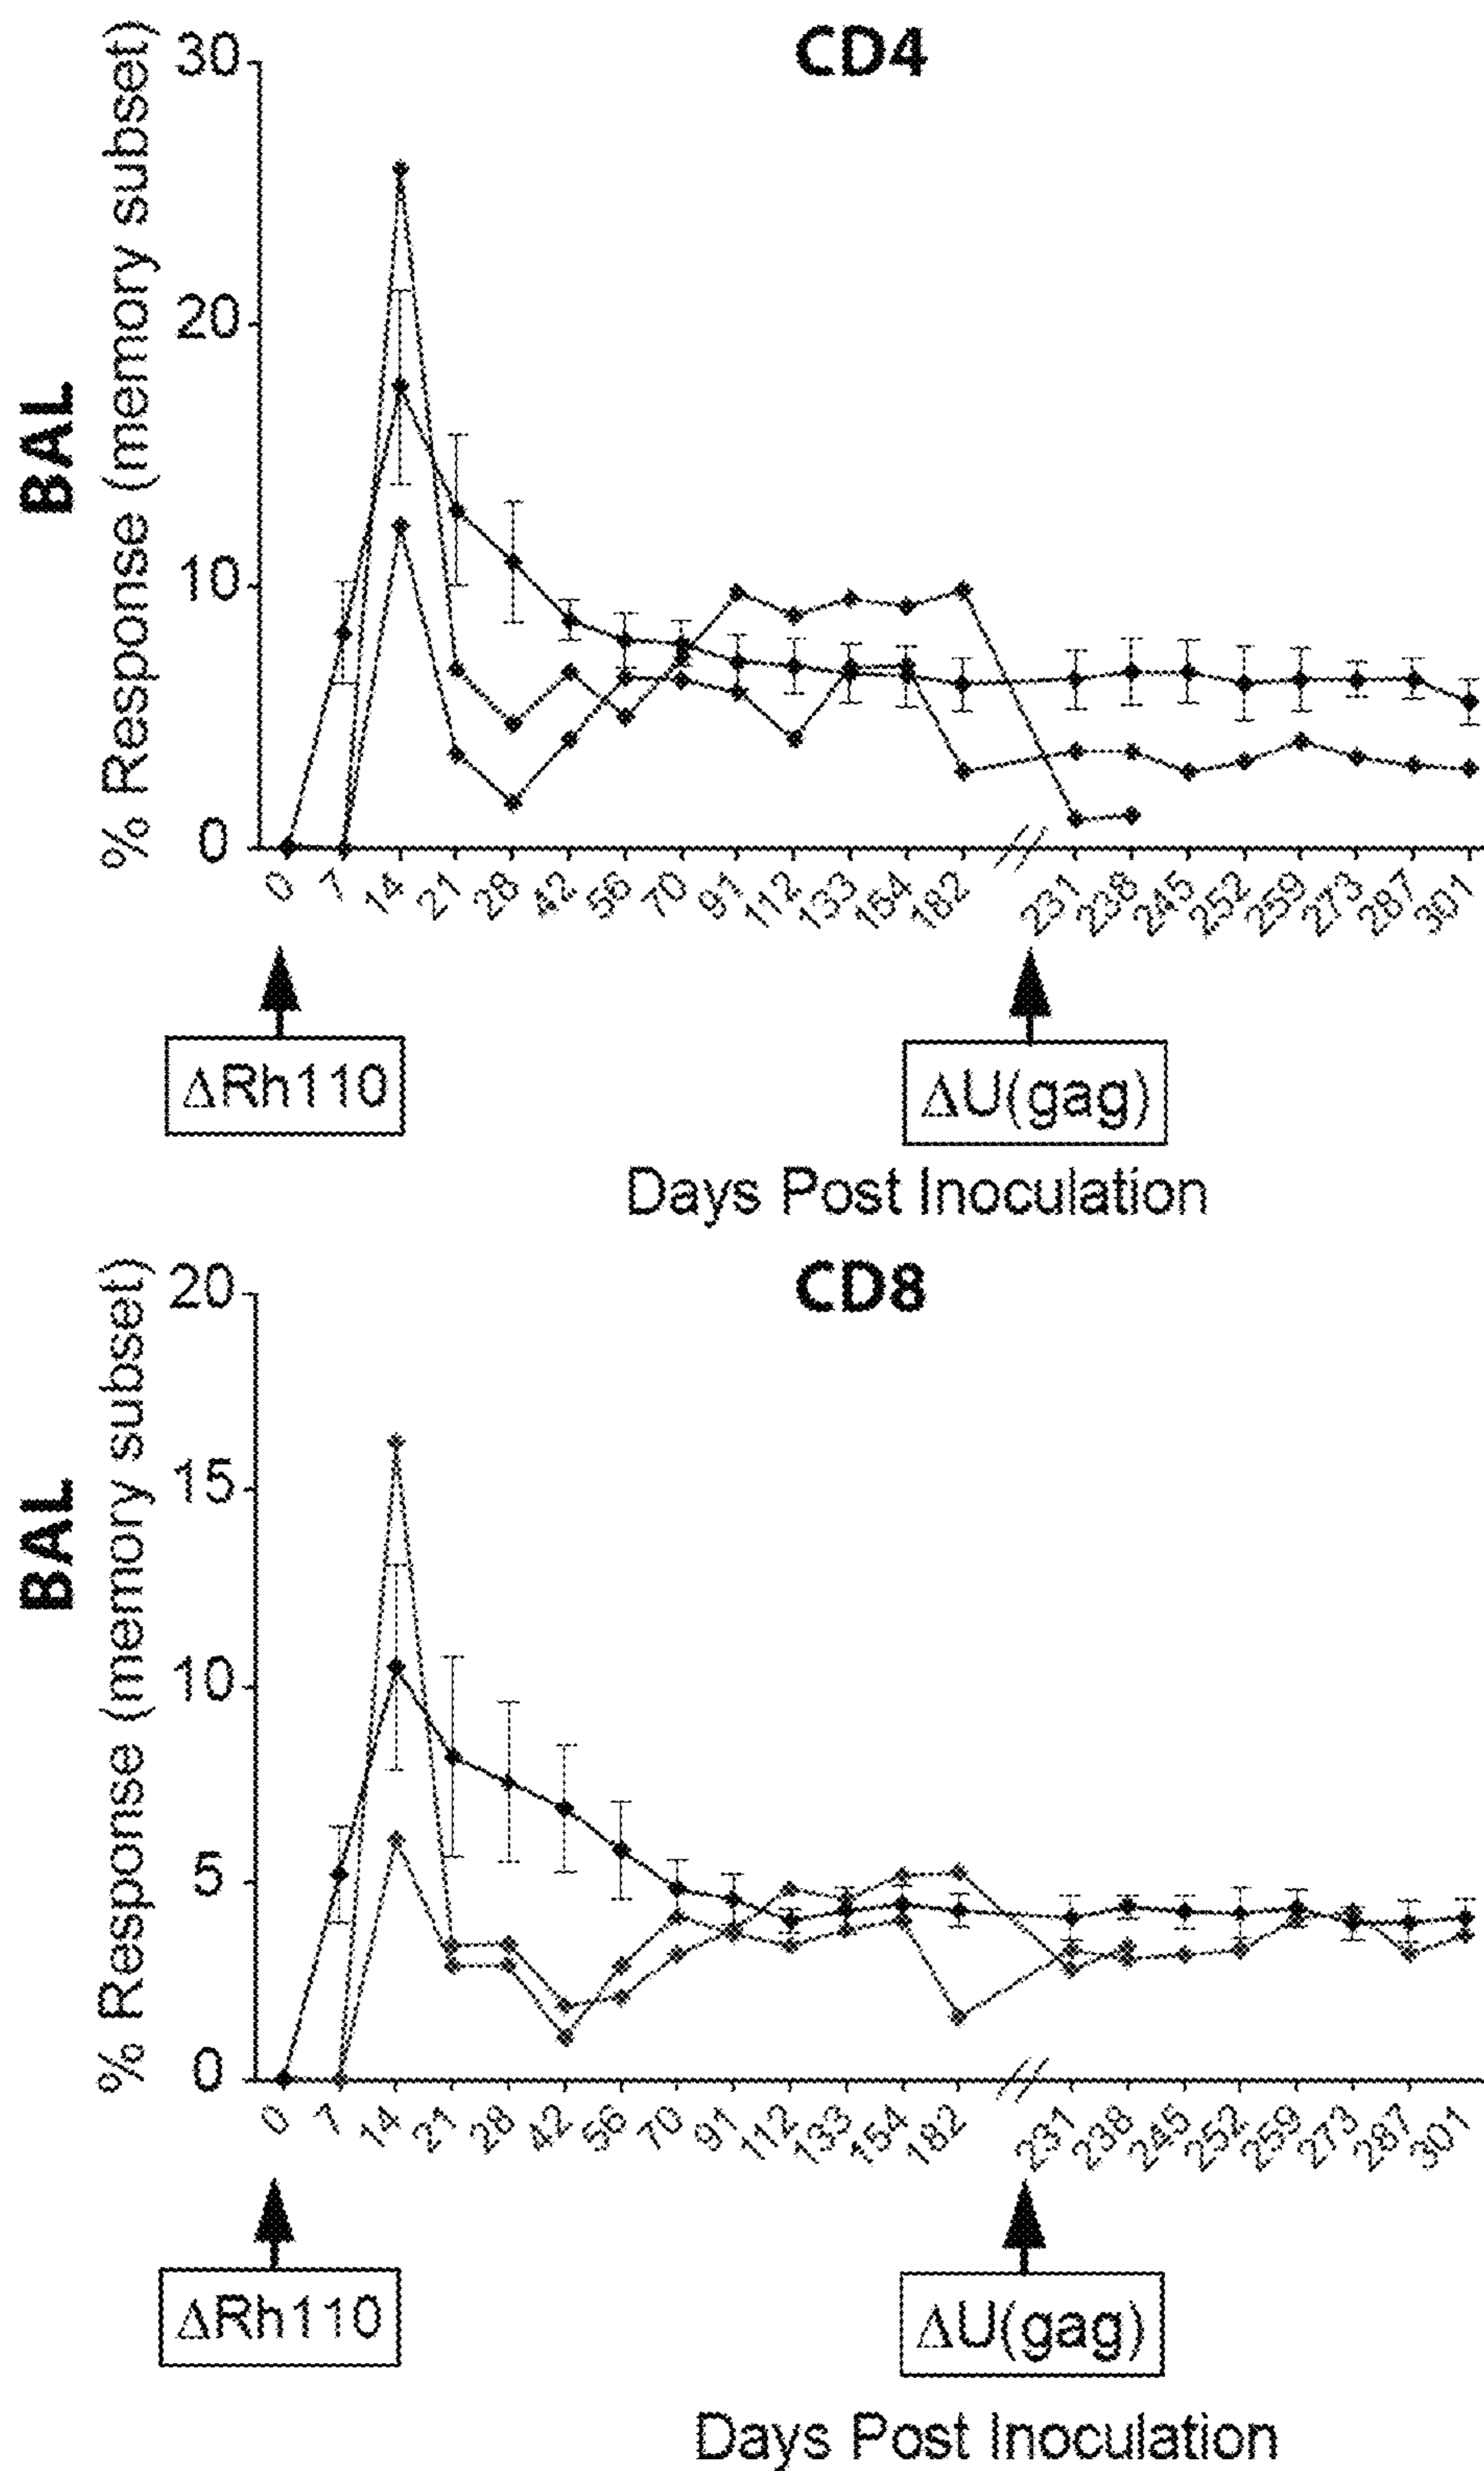 CD4
BAL
% Response (memory subset)
30
20
10
0
0 7 14 21 28 42 56 70 91 112 133 154 182 231 238 245 252 259 273 287 301
ΔRh110
ΔU(gag)
Days Post Inoculation
CD8
BAL
% Response (memory subset)
20
15
10
5
0
0 7 14 21 28 42 56 70 91 112 133 154 182 231 238 245 252 259 273 287 301
ΔRh110
ΔU(gag)
Days Post Inoculation